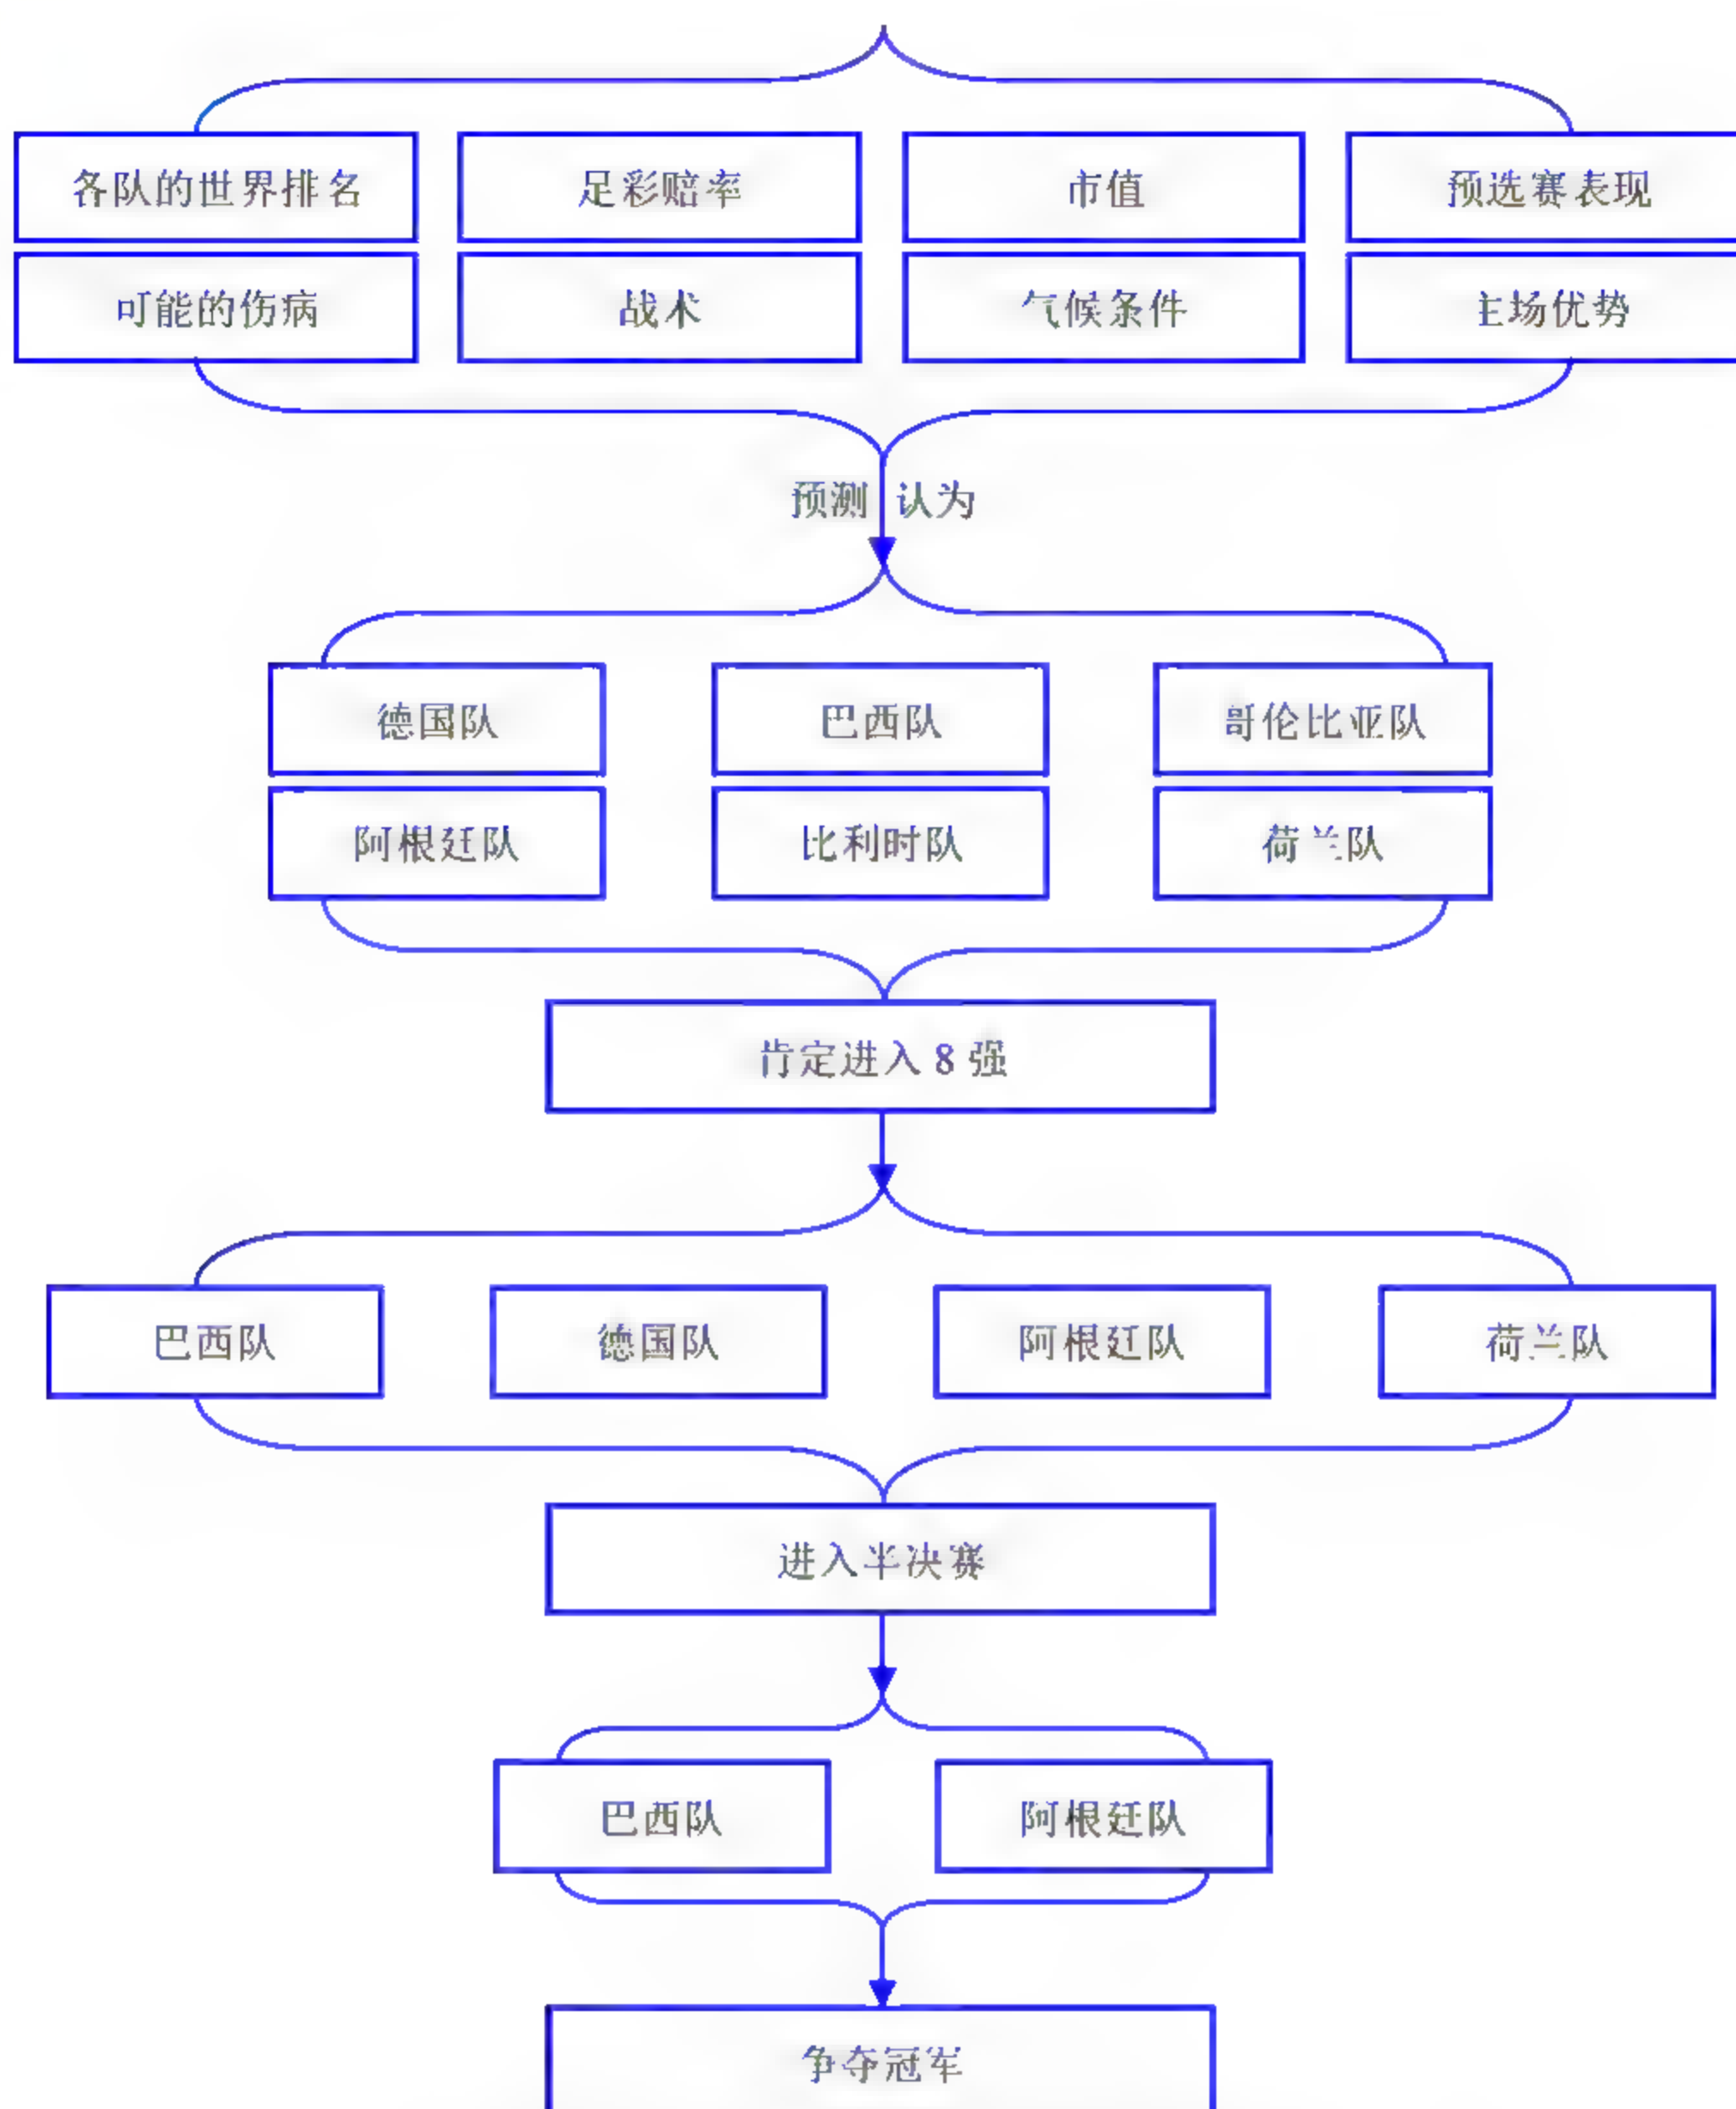 各队的世界排名 足彩赔率 市值 预选赛表现
可能的伤病 战术 气候条件 主场优势
预测 认为
德国队 巴西队 哥伦比亚队
阿根廷队 比利时队 荷兰队
肯定进入 8 强
巴西队 德国队 阿根廷队 荷兰队
进入半决赛
巴西队 阿根廷队
争夺冠军